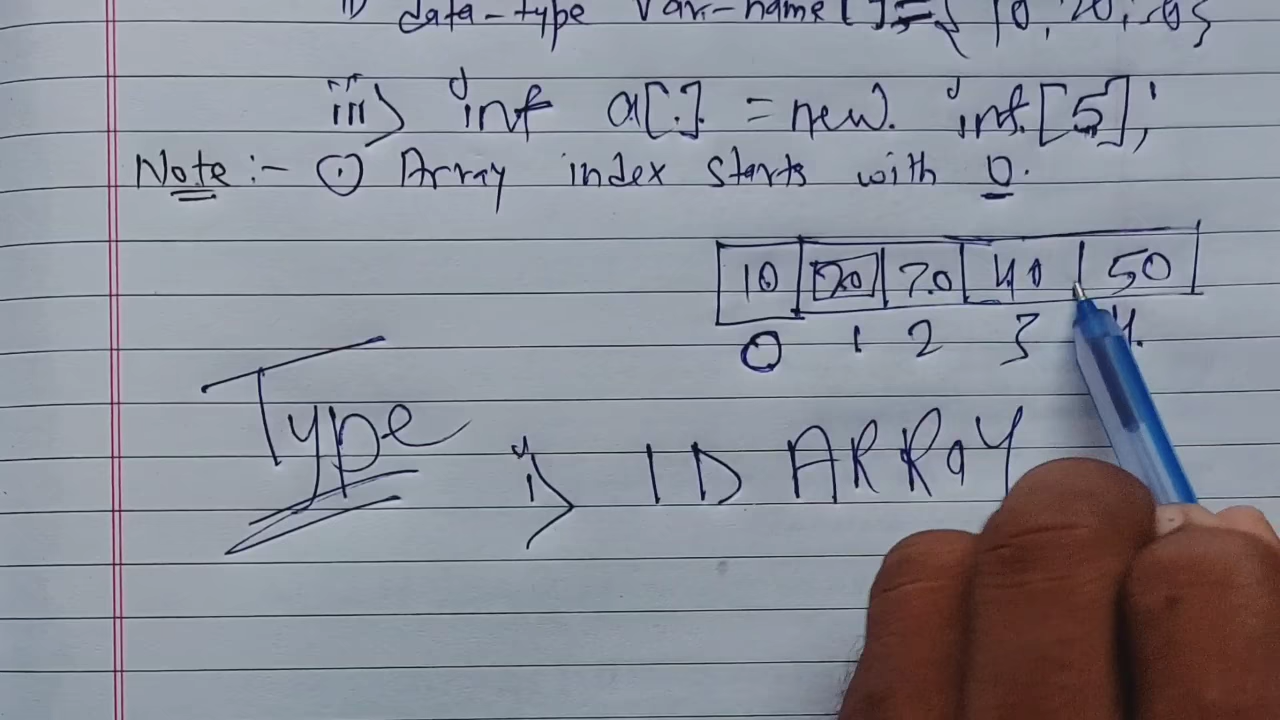 ii) data-type Var-name[]={10, 20, 30}
iii) int a[.] = new. int[5];
Note:- ① Array index starts with 0.
10 20 30 40 50
0 1 2 3 4.
Type i) 1D ARRAY